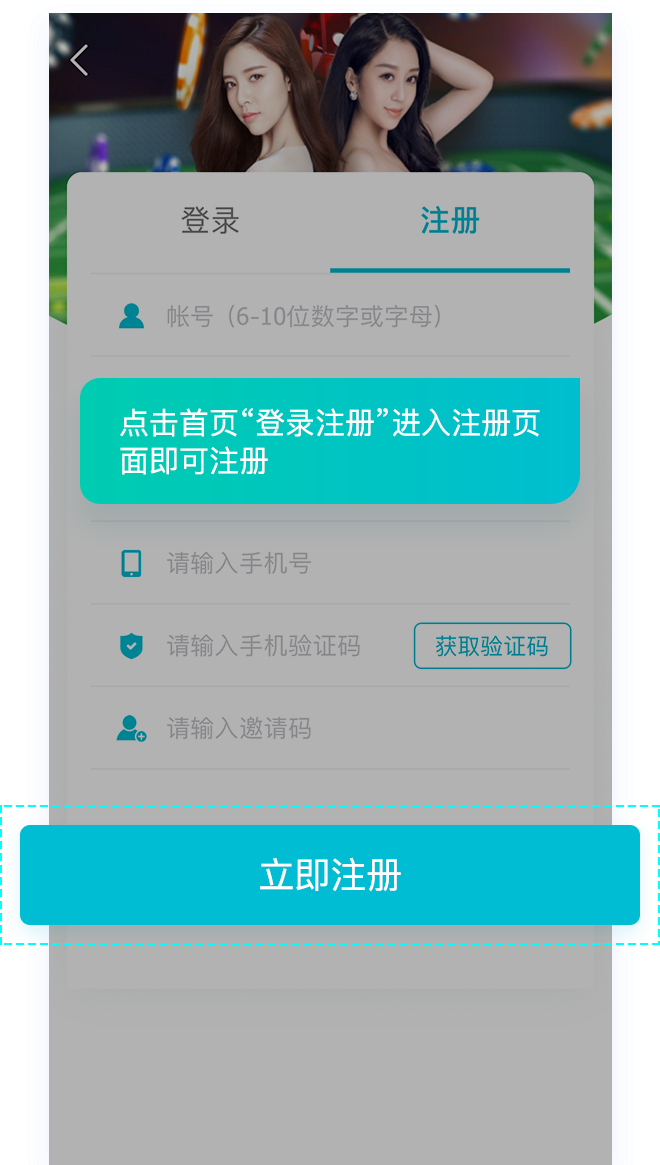 登录
注册
帐号（6-10位数字或字母）
点击首页“登录注册”进入注册页
面即可注册
请输入手机号
请输入手机验证码
获取验证码
请输入邀请码
立即注册